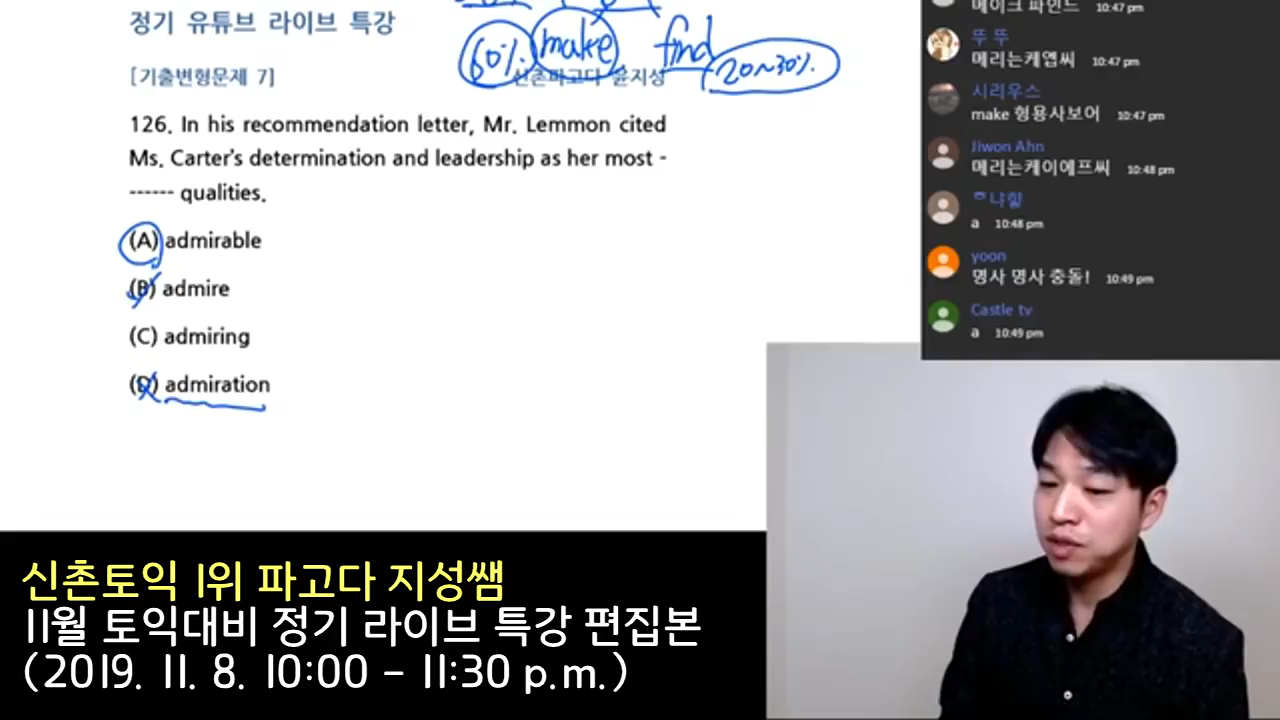 정기 유튜브 라이브 특강
60% make find 20~30%
[기출변형문제 7] 신촌파고다 윤지성
126. In his recommendation letter, Mr. Lemmon cited
Ms. Carter's determination and leadership as her most -
------ qualities.
(A) admirable
(B) admire
(C) admiring
(D) admiration
메이크 파인드 10:47 pm
뚜 뚜
메리는케엡씨 10:47 pm
시리우스
make 형용사보어 10:47 pm
Jiwon Ahn
메리는케이에프씨 10:48 pm
ㅎ냐햘
a 10:48 pm
yoon
명사 명사 충돌! 10:49 pm
Castle tv
a 10:49 pm
신촌토익 1위 파고다 지성쌤
11월 토익대비 정기 라이브 특강 편집본
(2019. 11. 8. 10:00 - 11:30 p.m.)